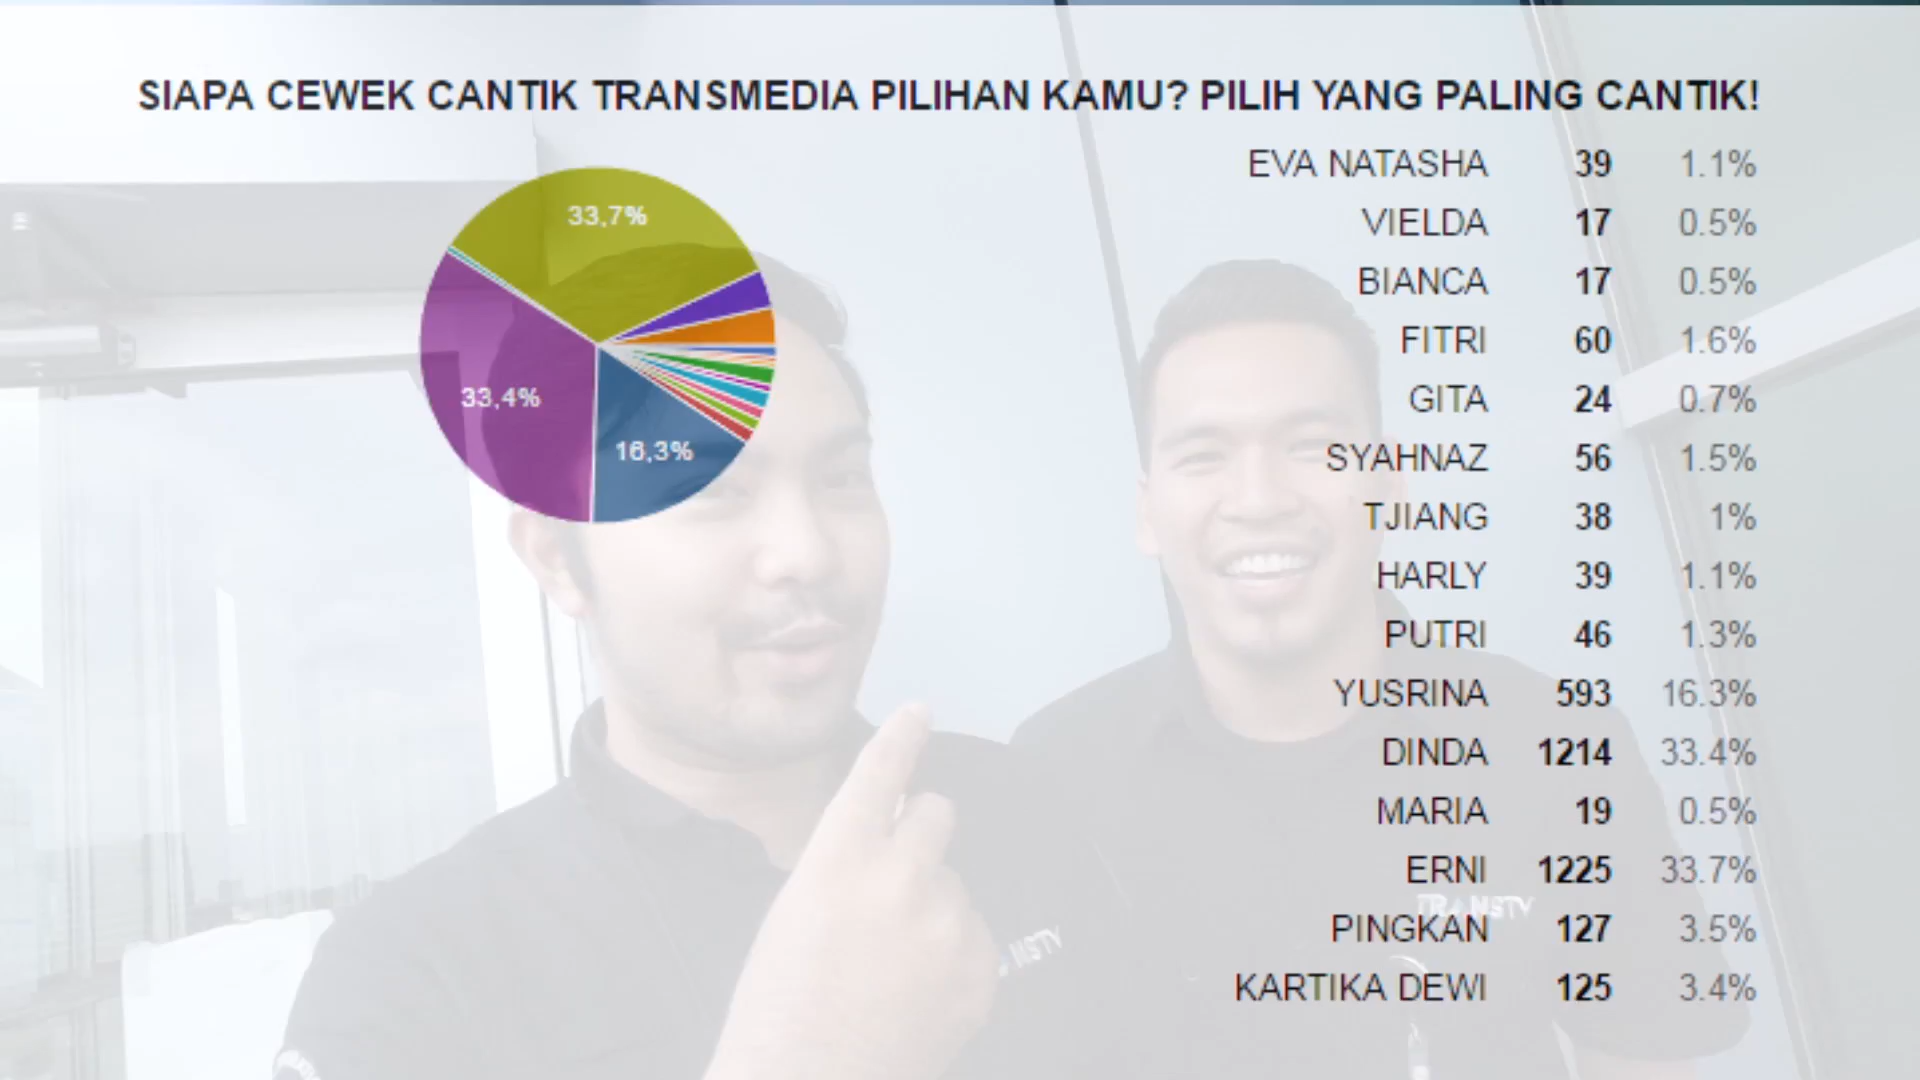 SIAPA CEWEK CANTIK TRANSMEDIA PILIHAN KAMU? PILIH YANG PALING CANTIK!
33,7%
33,4%
16,3%
EVA NATASHA 39 1.1%
VIELDA 17 0.5%
BIANCA 17 0.5%
FITRI 60 1.6%
GITA 24 0.7%
SYAHNAZ 56 1.5%
TJIANG 38 1%
HARLY 39 1.1%
PUTRI 46 1.3%
YUSRINA 593 16.3%
DINDA 1214 33.4%
MARIA 19 0.5%
ERNI 1225 33.7%
PINGKAN 127 3.5%
KARTIKA DEWI 125 3.4%
TRANSTV